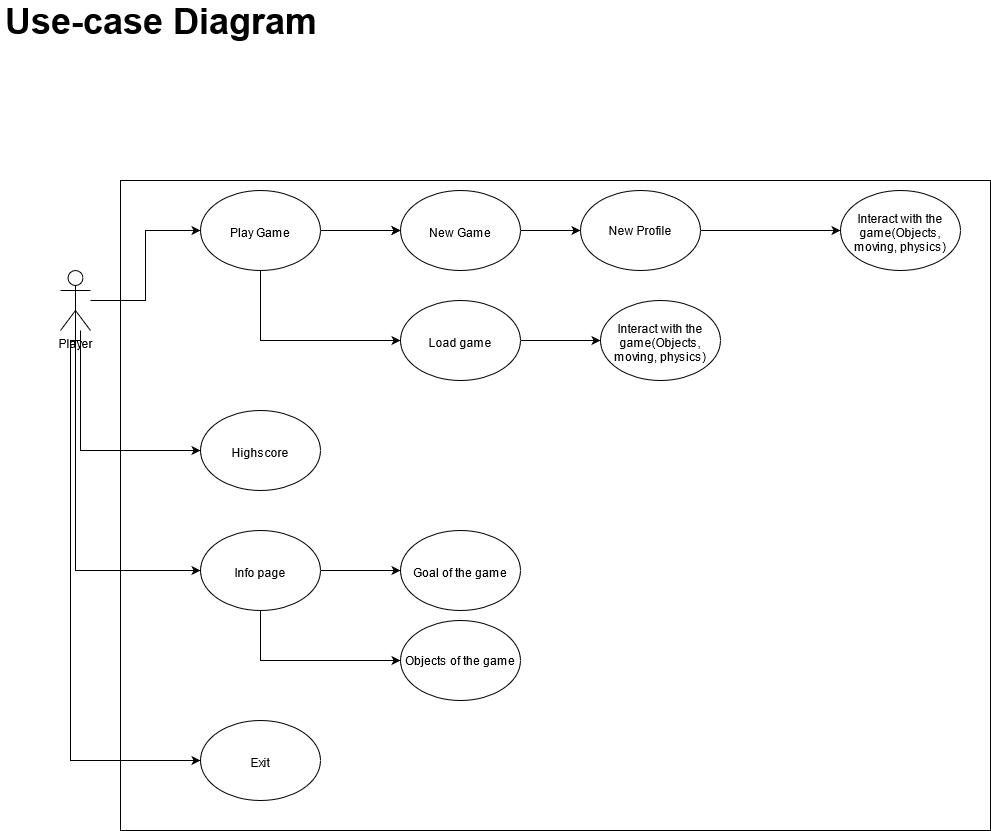 Use-case Diagram
Play Game
New Game
New Profile
Interact with the
game(Objects,
moving, physics)
Player
Load game
Interact with the
game(Objects,
moving, physics)
Highscore
Info page
Goal of the game
Objects of the game
Exit